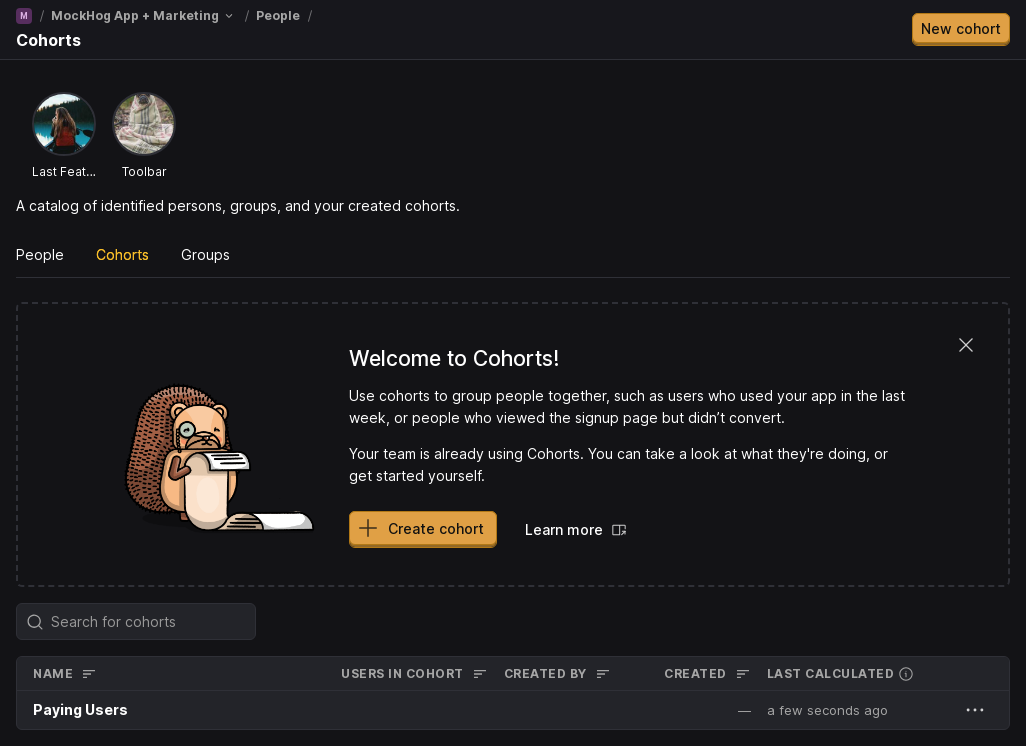 M / MockHog App + Marketing / People /
Cohorts
New cohort
Last Feat...
Toolbar
A catalog of identified persons, groups, and your created cohorts.
People Cohorts Groups
Welcome to Cohorts!
Use cohorts to group people together, such as users who used your app in the last
week, or people who viewed the signup page but didn’t convert.
Your team is already using Cohorts. You can take a look at what they're doing, or
get started yourself.
Create cohort Learn more
Search for cohorts
NAME USERS IN COHORT CREATED BY CREATED LAST CALCULATED
Paying Users — a few seconds ago